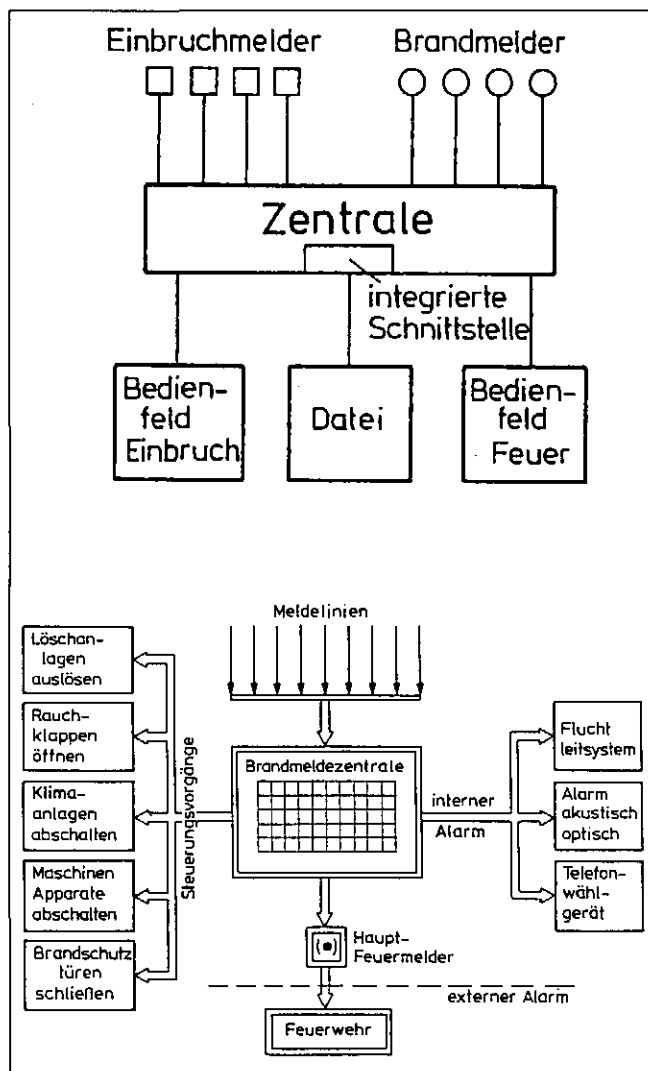 Einbruchmelder
Brandmelder
Zentrale
integrierte
Schnittstelle
Bedien-
feld
Einbruch
Datei
Bedien-
feld
Feuer
Meldelinien
Löschan-
lagen
auslösen
Rauch-
klappen
öffnen
Klima-
anlagen
abschalten
Maschinen
Apparate
abschalten
Brandschutz
türen
schließen
Steuerungsvorgänge
Brandmeldezentrale
interner
Alarm
Flucht
leitsystem
Alarm
akustisch
optisch
Telefon-
wähl-
gerät
Haupt-
Feuermelder
externer Alarm
Feuerwehr